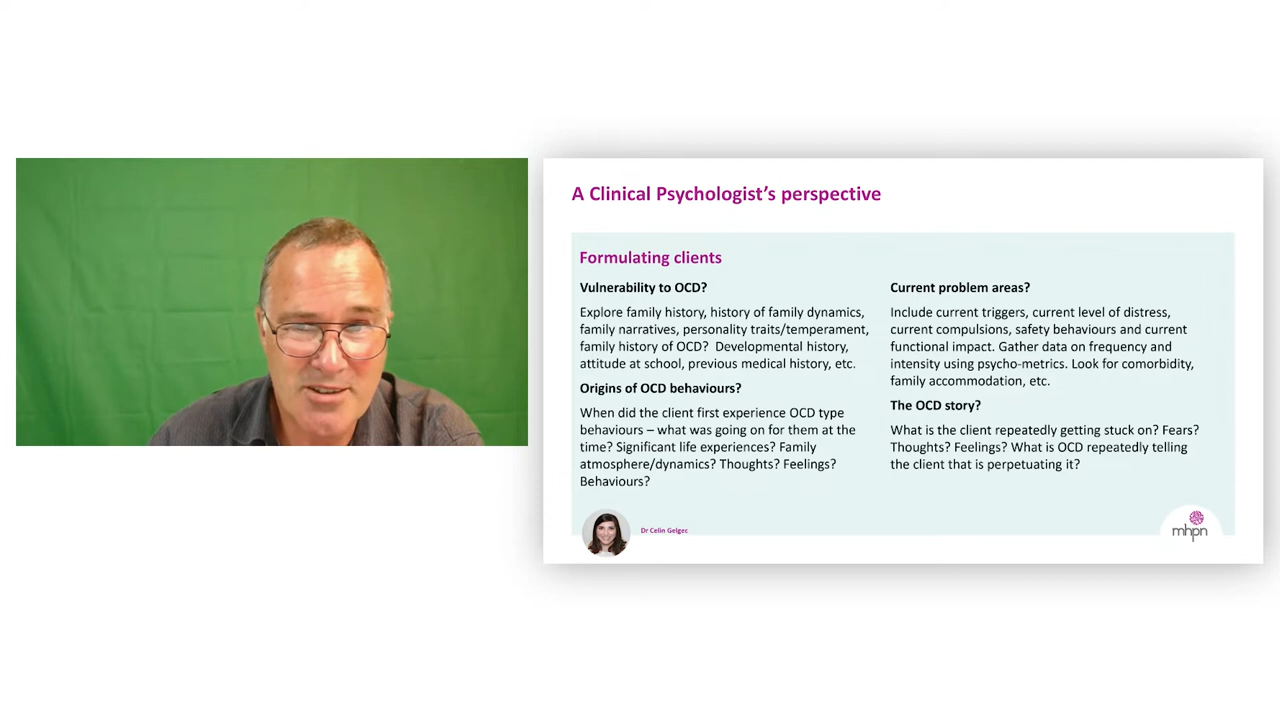 A Clinical Psychologist's perspective
Formulating clients
Vulnerability to OCD?
Explore family history, history of family dynamics,
family narratives, personality traits/temperament,
family history of OCD?  Developmental history,
attitude at school, previous medical history, etc.
Origins of OCD behaviours?
When did the client first experience OCD type
behaviours – what was going on for them at the
time? Significant life experiences? Family
atmosphere/dynamics? Thoughts? Feelings?
Behaviours?
Current problem areas?
Include current triggers, current level of distress,
current compulsions, safety behaviours and current
functional impact. Gather data on frequency and
intensity using psycho-metrics. Look for comorbidity,
family accommodation, etc.
The OCD story?
What is the client repeatedly getting stuck on? Fears?
Thoughts? Feelings? What is OCD repeatedly telling
the client that is perpetuating it?
Dr Celin Gelgec
mhpn